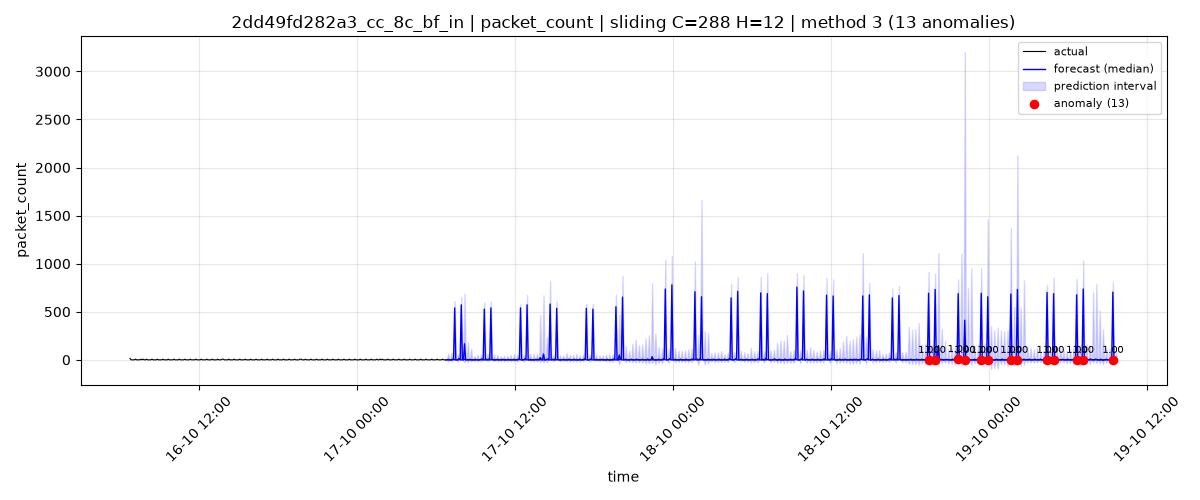 2dd49fd282a3_cc_8c_bf_in | packet_count | sliding C=288 H=12 | method 3 (13 anomalies)
actual
forecast (median)
prediction interval
anomaly (13)
packet_count
3000
2500
2000
1500
1000
500
0
1.00
16-10 12:00
17-10 00:00
17-10 12:00
18-10 00:00
18-10 12:00
19-10 00:00
19-10 12:00
time